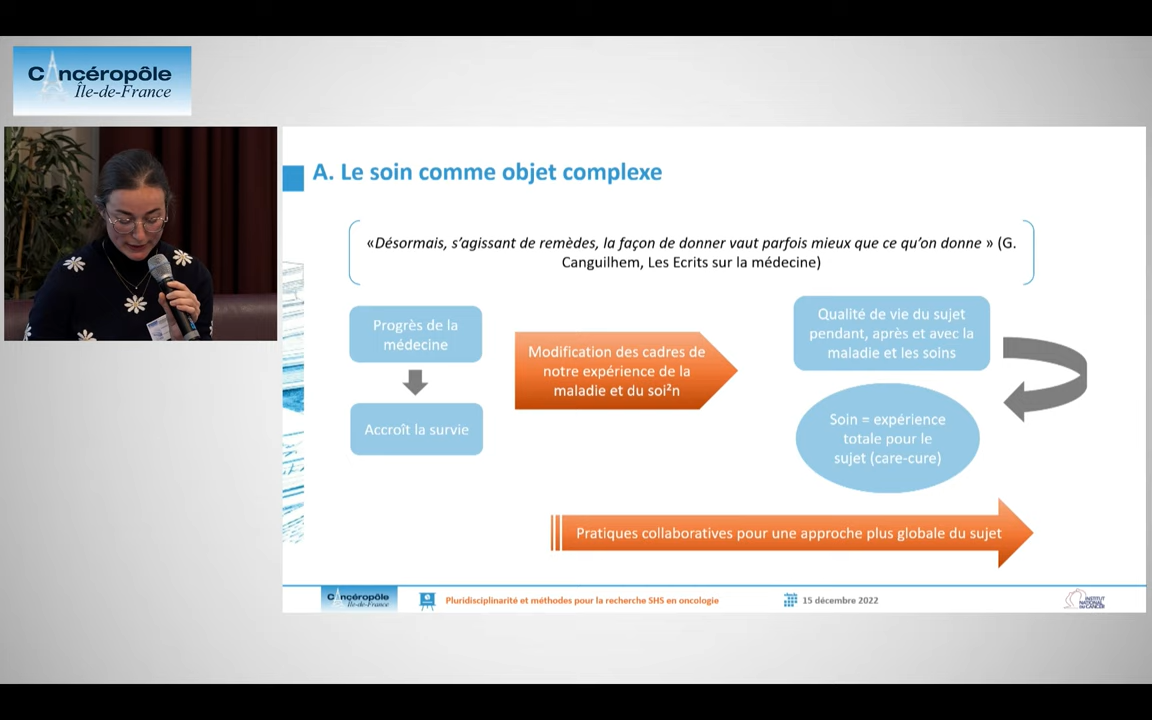 Cancéropôle
Île-de-France
A. Le soin comme objet complexe
«Désormais, s’agissant de remèdes, la façon de donner vaut parfois mieux que ce qu’on donne » (G.
Canguilhem, Les Ecrits sur la médecine)
Progrès de la
médecine
Accroît la survie
Modification des cadres de
notre expérience de la
maladie et du soi²n
Qualité de vie du sujet
pendant, après et avec la
maladie et les soins
Soin = expérience
totale pour le
sujet (care-cure)
Pratiques collaboratives pour une approche plus globale du sujet
Cancéropôle
Île-de-France
Pluridisciplinarité et méthodes pour la recherche SHS en oncologie
15 décembre 2022
INSTITUT
NATIONAL
DU CANCER